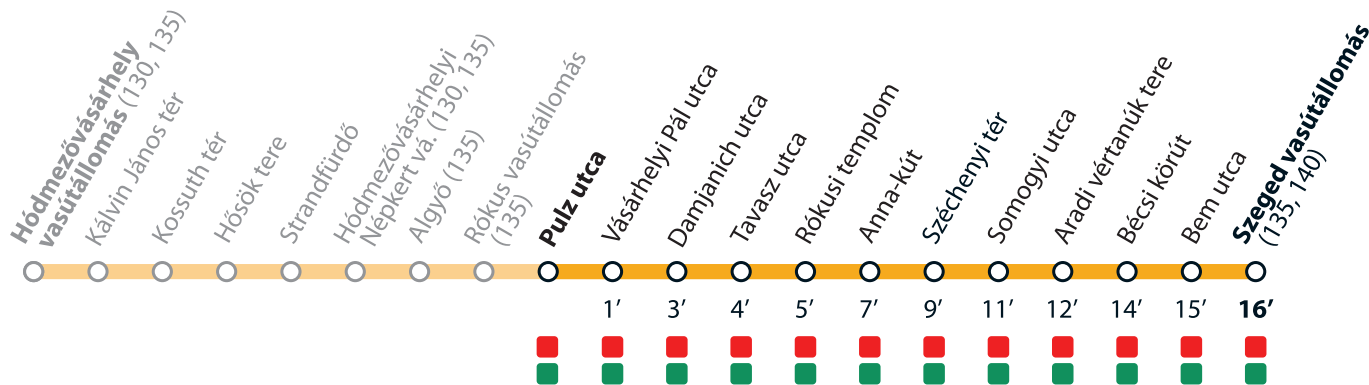 Hódmezővásárhely
vasútállomás (130, 135)
Kálvin János tér
Kossuth tér
Hősök tere
Strandfürdő
Hódmezővásárhelyi
Népkert vá. (130, 135)
Algyő (135)
Rókus vasútállomás
(135)
Pulz utca
Vásárhelyi Pál utca
Damjanich utca
Tavasz utca
Rókusi templom
Anna-kút
Széchenyi tér
Somogyi utca
Aradi vértanúk tere
Bécsi körút
Bem utca
Szeged vasútállomás
(135, 140)
1’ 3’ 4’ 5’ 7’ 9’ 11’ 12’ 14’ 15’ 16’